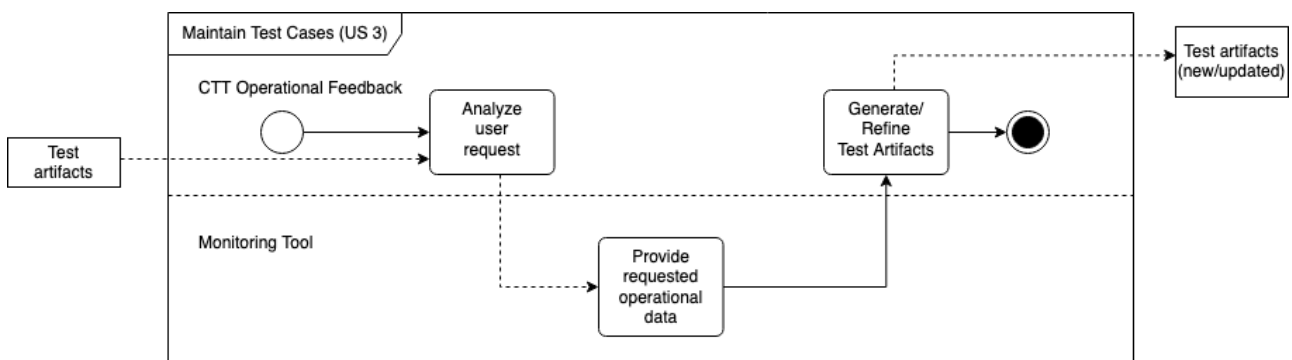 Maintain Test Cases (US 3)
Test artifacts
(new/updated)
CTT Operational Feedback
Analyze
user
request
Generate/
Refine
Test Artifacts
Test
artifacts
Monitoring Tool
Provide
requested
operational
data